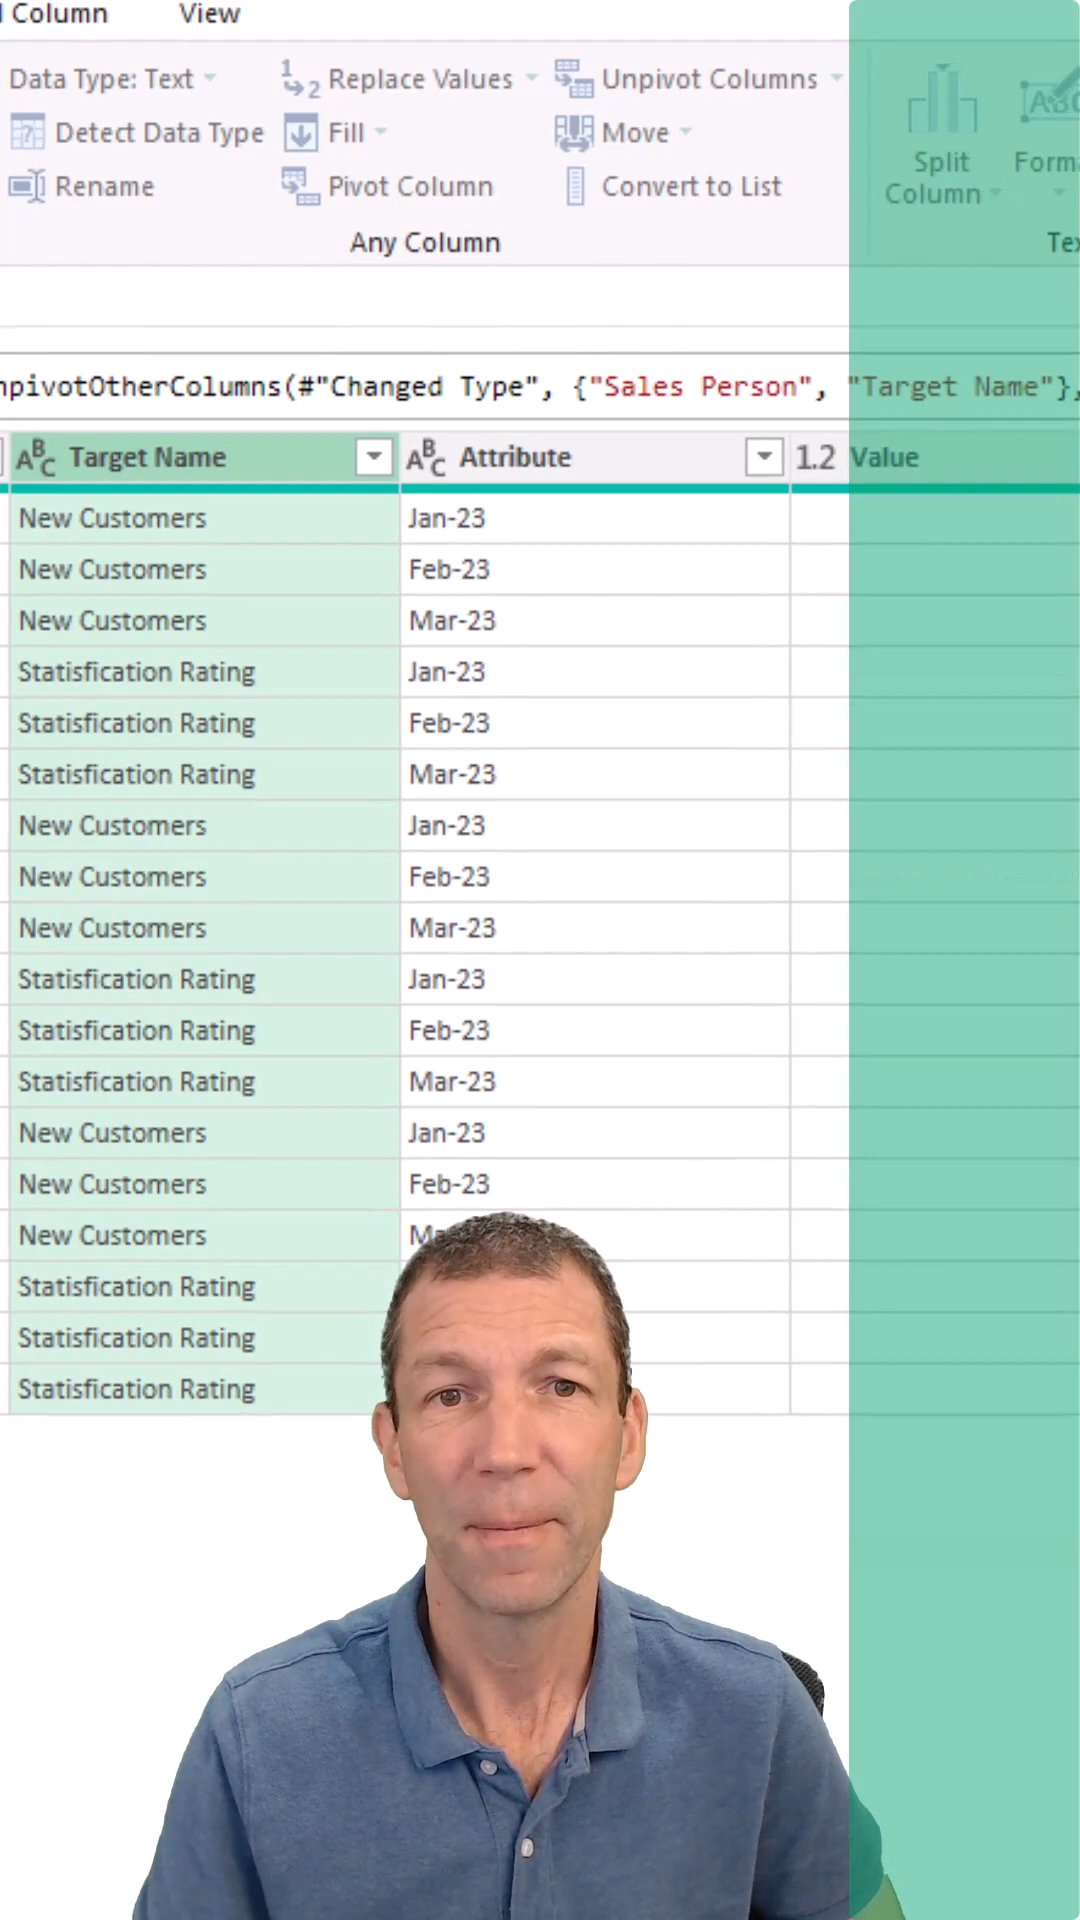 Column View
Data Type: Text Replace Values Unpivot Columns
Detect Data Type Fill Move
Rename Pivot Column Convert to List
Split Column
Any Column
npivotOtherColumns(#"Changed Type", {"Sales Person", "Target Name"},
ABC Target Name ABC Attribute 1.2 Value
New Customers Jan-23
New Customers Feb-23
New Customers Mar-23
Statisfication Rating Jan-23
Statisfication Rating Feb-23
Statisfication Rating Mar-23
New Customers Jan-23
New Customers Feb-23
New Customers Mar-23
Statisfication Rating Jan-23
Statisfication Rating Feb-23
Statisfication Rating Mar-23
New Customers Jan-23
New Customers Feb-23
New Customers
Statisfication Rating
Statisfication Rating
Statisfication Rating